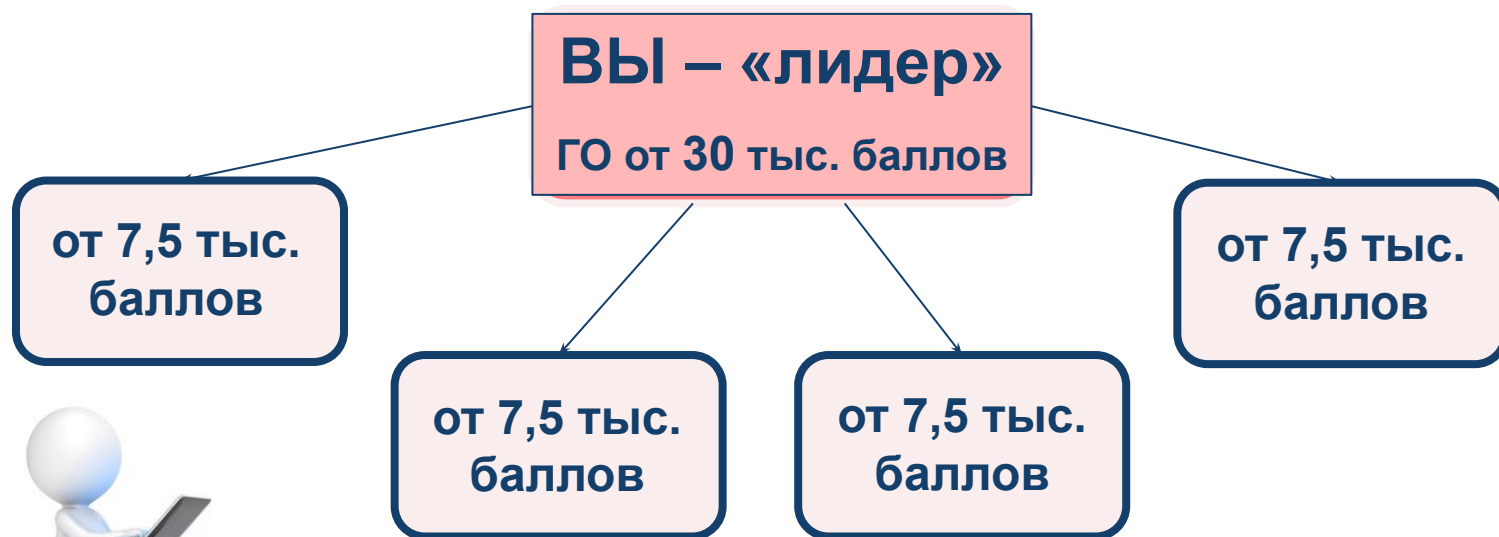 ВЫ – «лидер»
ГО от 30 тыс. баллов
от 7,5 тыс.
баллов
от 7,5 тыс.
баллов
от 7,5 тыс.
баллов
от 7,5 тыс.
баллов